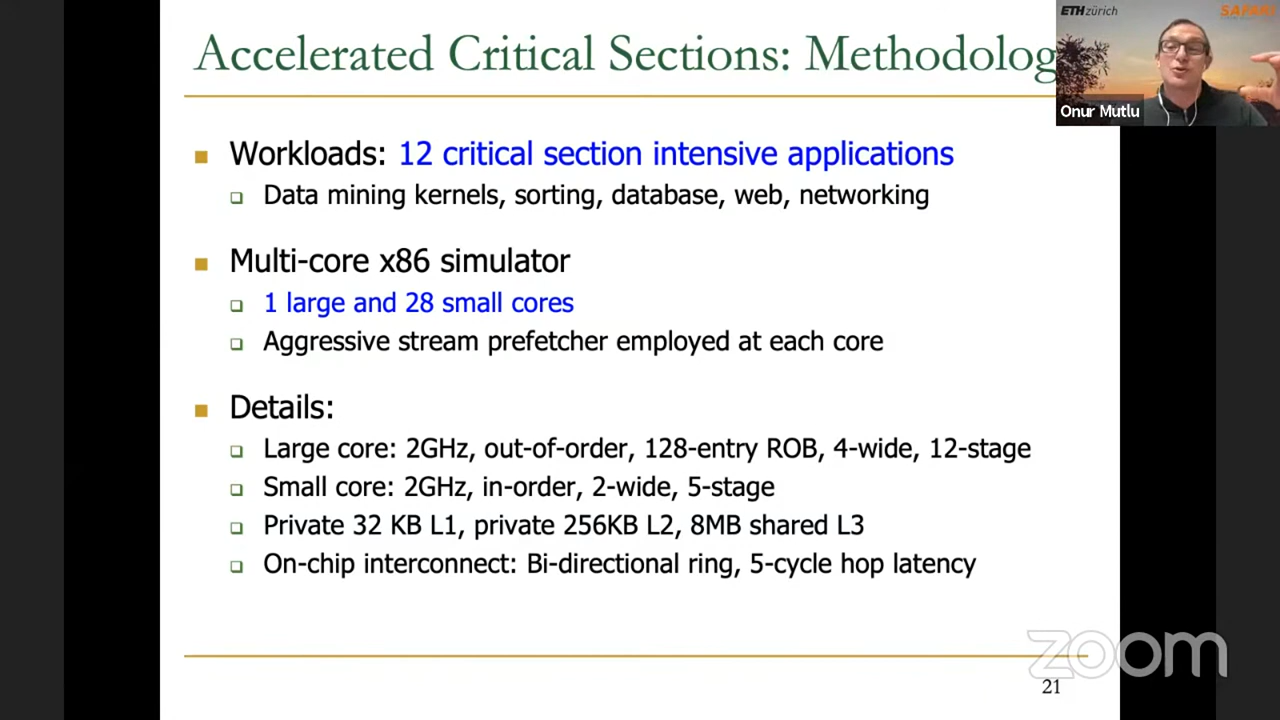 Accelerated Critical Sections: Methodolog
ETH zürich
SAFARI
Onur Mutlu
Workloads: 12 critical section intensive applications
Data mining kernels, sorting, database, web, networking
Multi-core x86 simulator
1 large and 28 small cores
Aggressive stream prefetcher employed at each core
Details:
Large core: 2GHz, out-of-order, 128-entry ROB, 4-wide, 12-stage
Small core: 2GHz, in-order, 2-wide, 5-stage
Private 32 KB L1, private 256KB L2, 8MB shared L3
On-chip interconnect: Bi-directional ring, 5-cycle hop latency
zoom
21